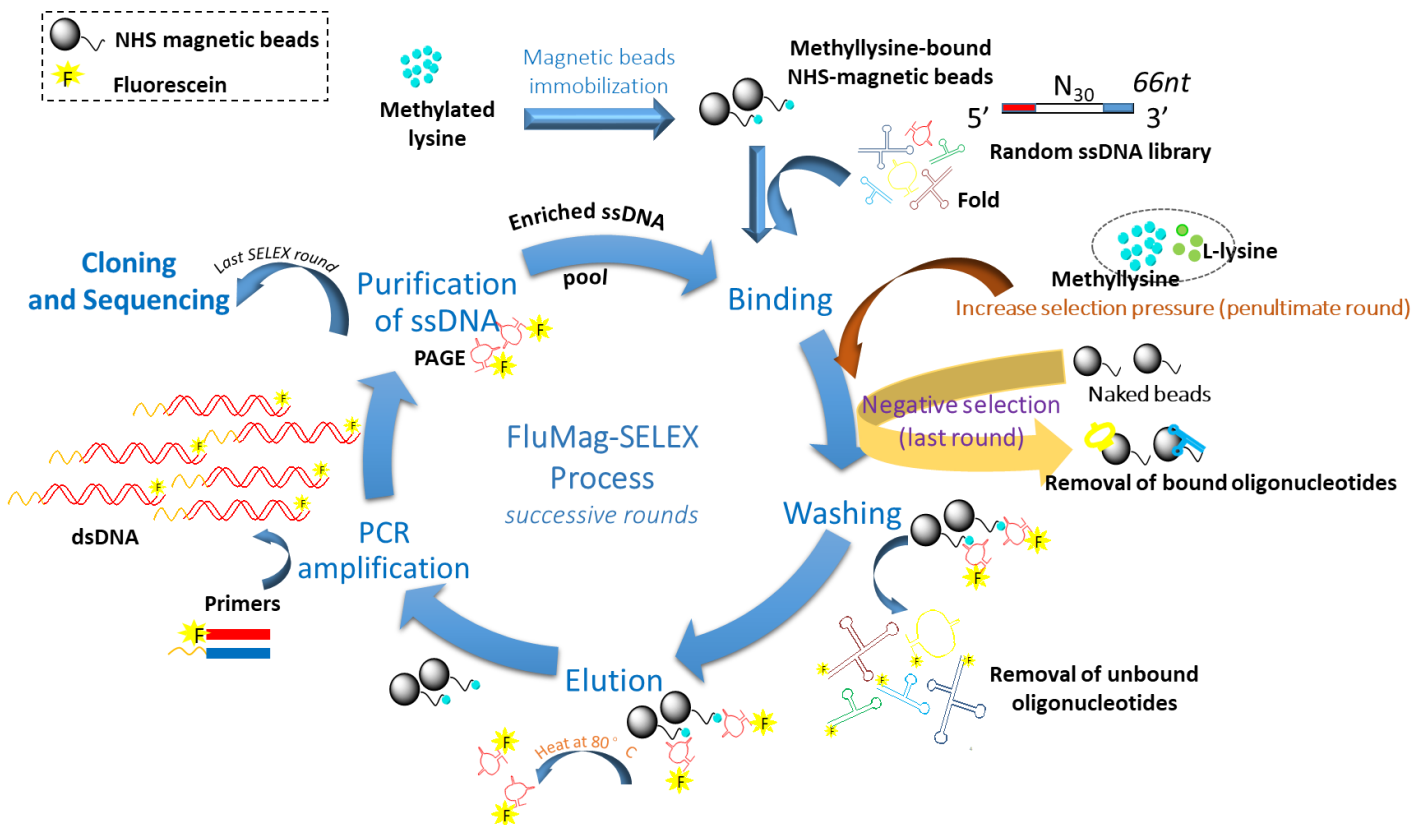 NHS magnetic beads
F
Fluorescein
Methylated
lysine
Magnetic beads
immobilization
Methyllysine-bound
NHS-magnetic beads
N30
66nt
5’
3’
Random ssDNA library
Fold
L-lysine
Methyllysine
Increase selection pressure (penultimate round)
Enriched ssDNA
pool
Last SELEX round
Cloning
and Sequencing
Purification
of ssDNA
PAGE
F
F
Binding
Naked beads
Negative selection
(last round)
Removal of bound oligonucleotides
FluMag-SELEX
Process
successive rounds
F
F
F
F
F
F
dsDNA
PCR
amplification
Primers
F
Washing
F
F
F
F
F
F
F
Removal of unbound
oligonucleotides
Elution
Heat at 80° C
F
F
F
F